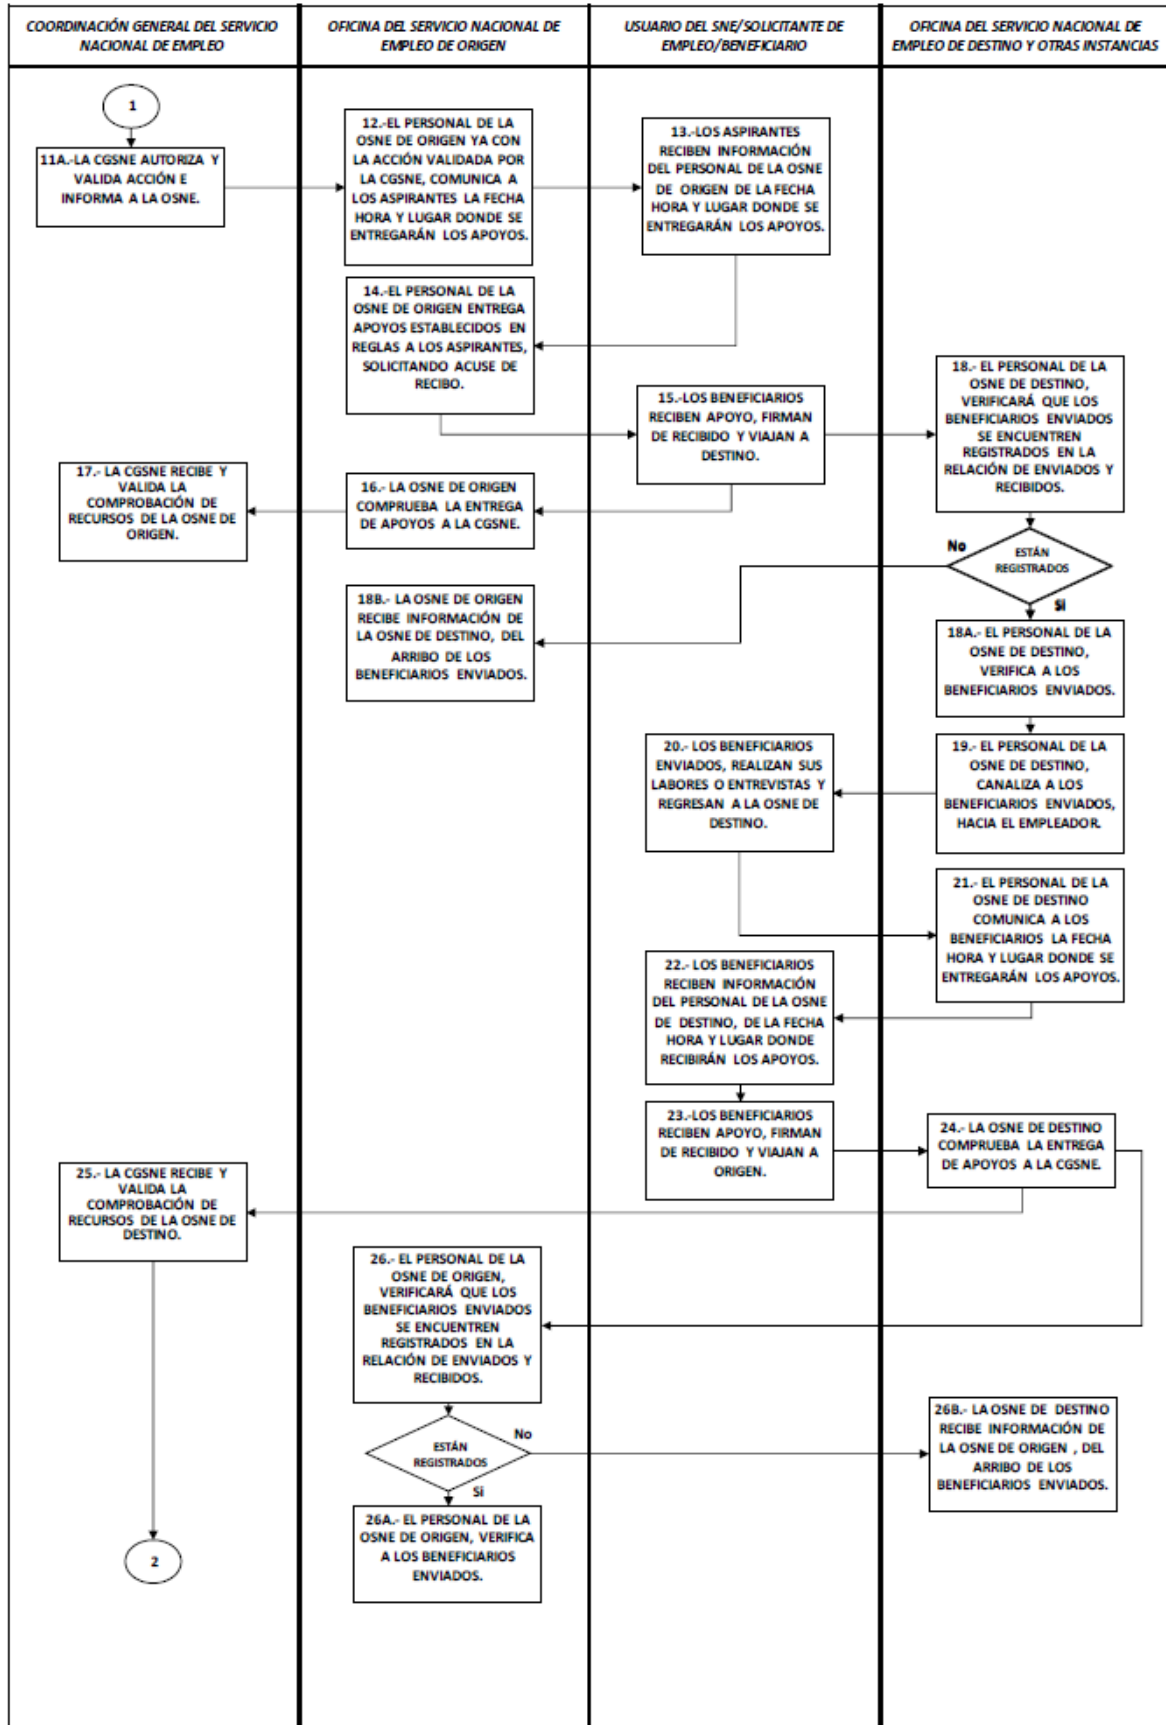 COORDINACIÓN GENERAL DEL SERVICIO
NACIONAL DE EMPLEO
OFICINA DEL SERVICIO NACIONAL DE
EMPLEO DE ORIGEN
USUARIO DEL SNE/SOLICITANTE DE
EMPLEO/BENEFICIARIO
OFICINA DEL SERVICIO NACIONAL DE
EMPLEO DE DESTINO Y OTRAS INSTANCIAS
1
11A.-LA CGSNE AUTORIZA Y
VALIDA ACCIÓN E
INFORMA A LA OSNE.
12.-EL PERSONAL DE LA
OSNE DE ORIGEN YA CON
LA ACCIÓN VALIDADA POR
LA CGSNE, COMUNICA A
LOS ASPIRANTES LA FECHA
HORA Y LUGAR DONDE SE
ENTREGARÁN LOS APOYOS.
13.-LOS ASPIRANTES
RECIBEN INFORMACIÓN
DEL PERSONAL DE LA OSNE
DE ORIGEN DE LA FECHA
HORA Y LUGAR DONDE SE
ENTREGARÁN LOS APOYOS.
14.-EL PERSONAL DE LA
OSNE DE ORIGEN ENTREGA
APOYOS ESTABLECIDOS EN
REGLAS A LOS ASPIRANTES,
SOLICITANDO ACUSE DE
RECIBO.
15.-LOS BENEFICIARIOS
RECIBEN APOYO, FIRMAN
DE RECIBIDO Y VIAJAN A
DESTINO.
18.- EL PERSONAL DE LA
OSNE DE DESTINO,
VERIFICARÁ QUE LOS
BENEFICIARIOS ENVIADOS
SE ENCUENTREN
REGISTRADOS EN LA
RELACIÓN DE ENVIADOS Y
RECIBIDOS.
17.- LA CGSNE RECIBE Y
VALIDA LA
COMPROBACIÓN DE
RECURSOS DE LA OSNE DE
ORIGEN.
16.- LA OSNE DE ORIGEN
COMPRUEBA LA ENTREGA
DE APOYOS A LA CGSNE.
No
ESTÁN
REGISTRADOS
Si
18B.- LA OSNE DE ORIGEN
RECIBE INFORMACIÓN DE
LA OSNE DE DESTINO, DEL
ARRIBO DE LOS
BENEFICIARIOS ENVIADOS.
18A.- EL PERSONAL DE LA
OSNE DE DESTINO,
VERIFICA A LOS
BENEFICIARIOS ENVIADOS.
20.- LOS BENEFICIARIOS
ENVIADOS, REALIZAN SUS
LABORES O ENTREVISTAS Y
REGRESAN A LA OSNE DE
DESTINO.
19.- EL PERSONAL DE LA
OSNE DE DESTINO,
CANALIZA A LOS
BENEFICIARIOS ENVIADOS,
HACIA EL EMPLEADOR.
21.- EL PERSONAL DE LA
OSNE DE DESTINO
COMUNICA A LOS
BENEFICIARIOS LA FECHA
HORA Y LUGAR DONDE SE
ENTREGARÁN LOS APOYOS.
22.- LOS BENEFICIARIOS
RECIBEN INFORMACIÓN
DEL PERSONAL DE LA OSNE
DE DESTINO, DE LA FECHA
HORA Y LUGAR DONDE
RECIBIRÁN LOS APOYOS.
23.-LOS BENEFICIARIOS
RECIBEN APOYO, FIRMAN
DE RECIBIDO Y VIAJAN A
ORIGEN.
24.- LA OSNE DE DESTINO
COMPRUEBA LA ENTREGA
DE APOYOS A LA CGSNE.
25.- LA CGSNE RECIBE Y
VALIDA LA
COMPROBACIÓN DE
RECURSOS DE LA OSNE DE
DESTINO.
26.- EL PERSONAL DE LA
OSNE DE ORIGEN,
VERIFICARÁ QUE LOS
BENEFICIARIOS ENVIADOS
SE ENCUENTREN
REGISTRADOS EN LA
RELACIÓN DE ENVIADOS Y
RECIBIDOS.
ESTÁN
REGISTRADOS
No
Si
26B.- LA OSNE DE DESTINO
RECIBE INFORMACIÓN DE
LA OSNE DE ORIGEN , DEL
ARRIBO DE LOS
BENEFICIARIOS ENVIADOS.
26A.- EL PERSONAL DE LA
OSNE DE ORIGEN, VERIFICA
A LOS BENEFICIARIOS
ENVIADOS.
2